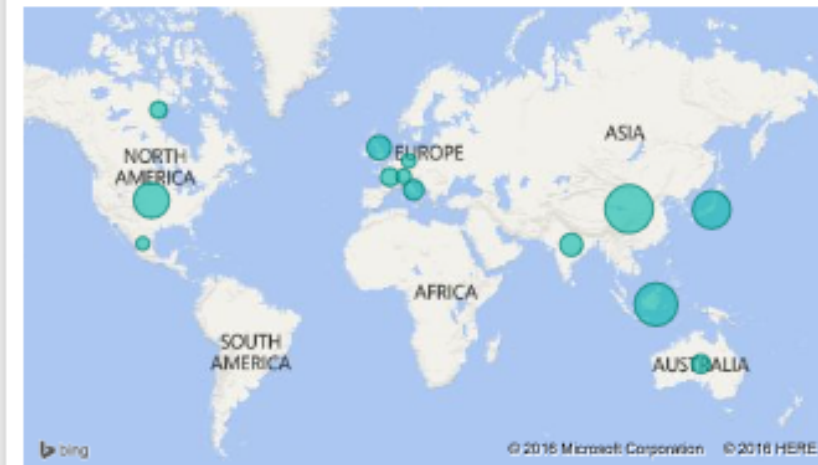 ASIA
EUROPE
NORTH
AMERICA
AFRICA
SOUTH
AMERICA
AUSTRALIA
bing
© 2016 Microsoft Corporation © 2016 HERE